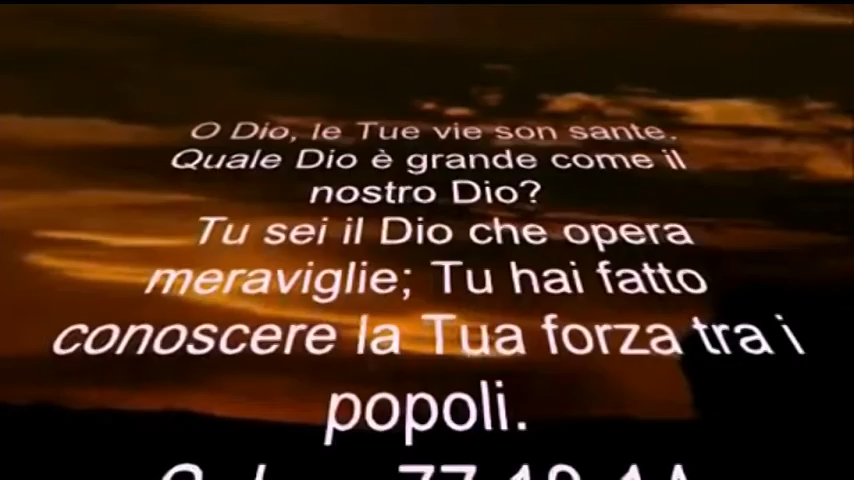 O Dio, le Tue vie son sante.
Quale Dio è grande come il
nostro Dio?
Tu sei il Dio che opera
meraviglie; Tu hai fatto
conoscere la Tua forza tra i
popoli.